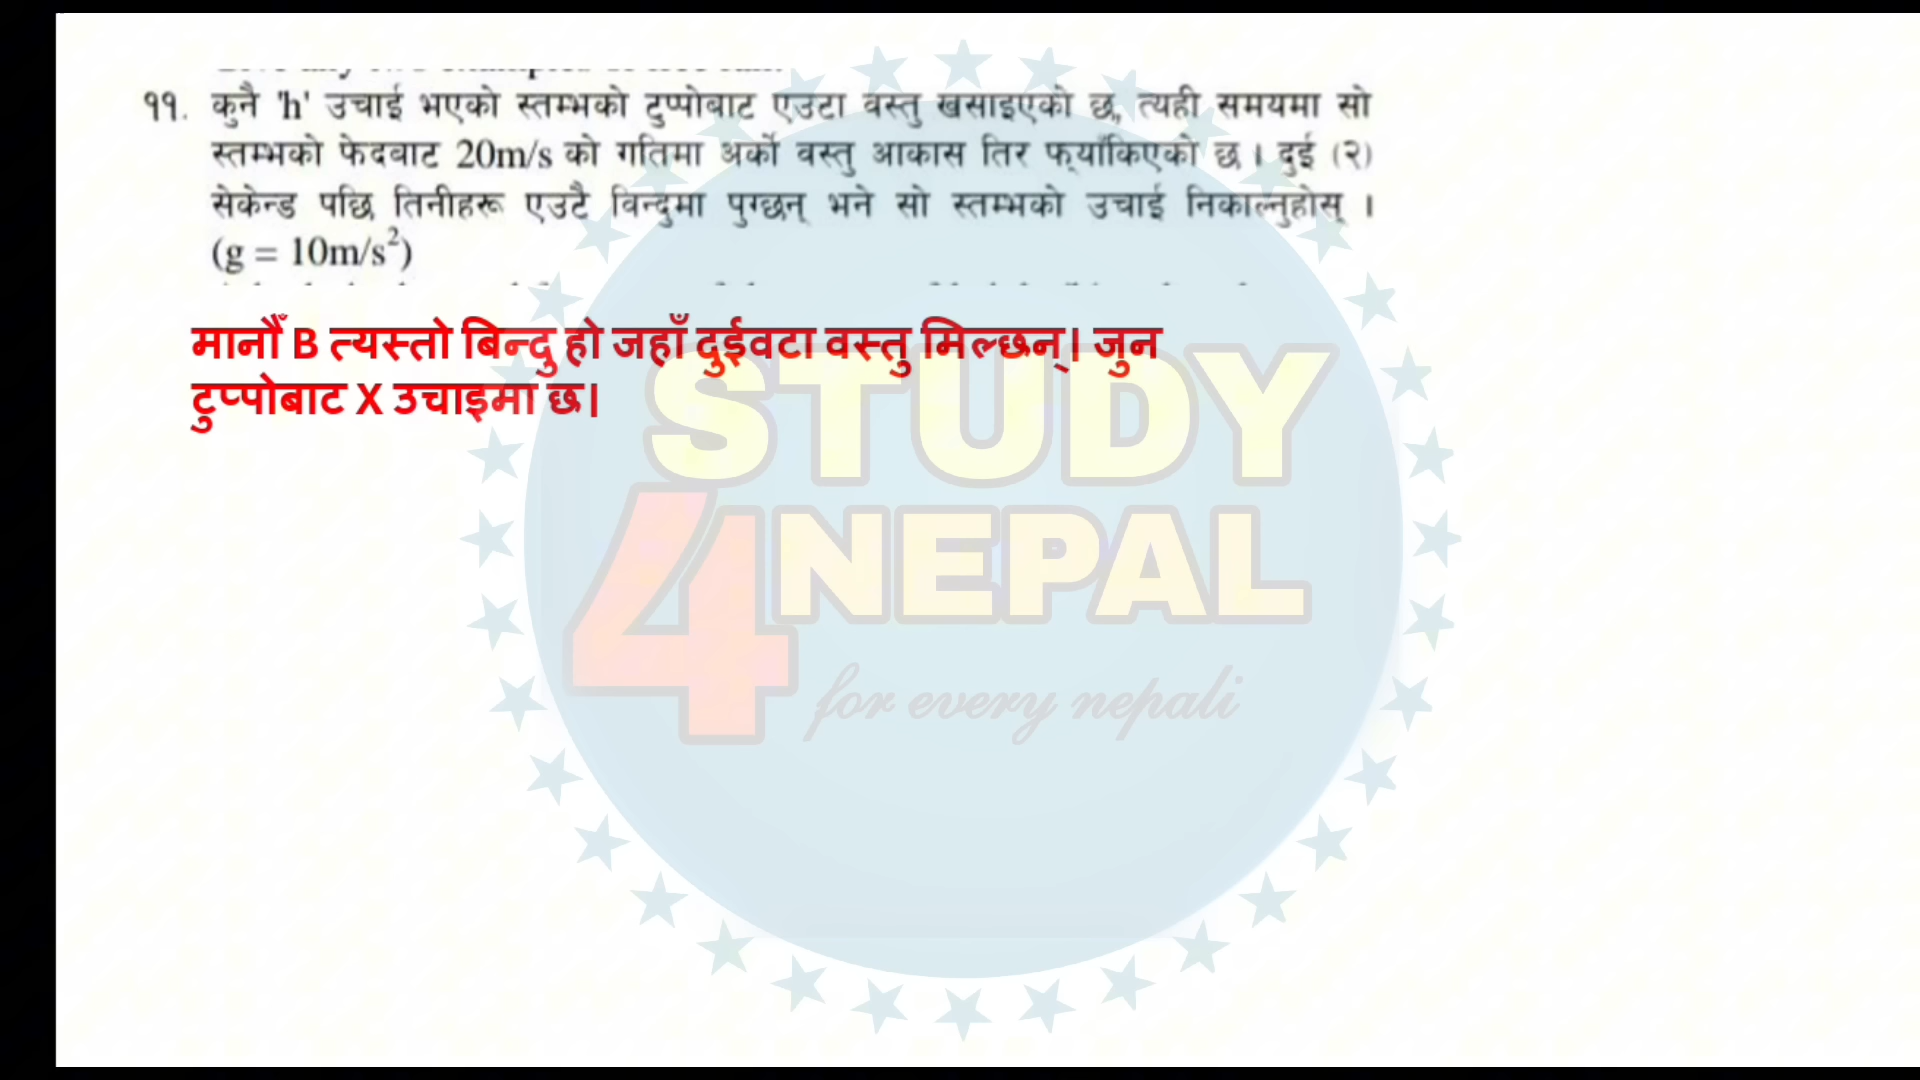 ११. कुनै 'h' उचाई भएको स्तम्भको टुप्पोबाट एउटा वस्तु खसाइएको छ, त्यही समयमा सो
स्तम्भको फेदबाट 20m/s को गतिमा अर्को वस्तु आकास तिर फ्याँकिएको छ । दुई (२)
सेकेन्ड पछि तिनीहरू एउटै विन्दुमा पुग्छन् भने सो स्तम्भको उचाई निकाल्नुहोस् ।
(g = 10m/s²)
मानौँ B त्यस्तो बिन्दु हो जहाँ दुईवटा वस्तु मिल्छन्। जुन
टुप्पोबाट X उचाइमा छ।
STUDY
4 NEPAL
for every nepali